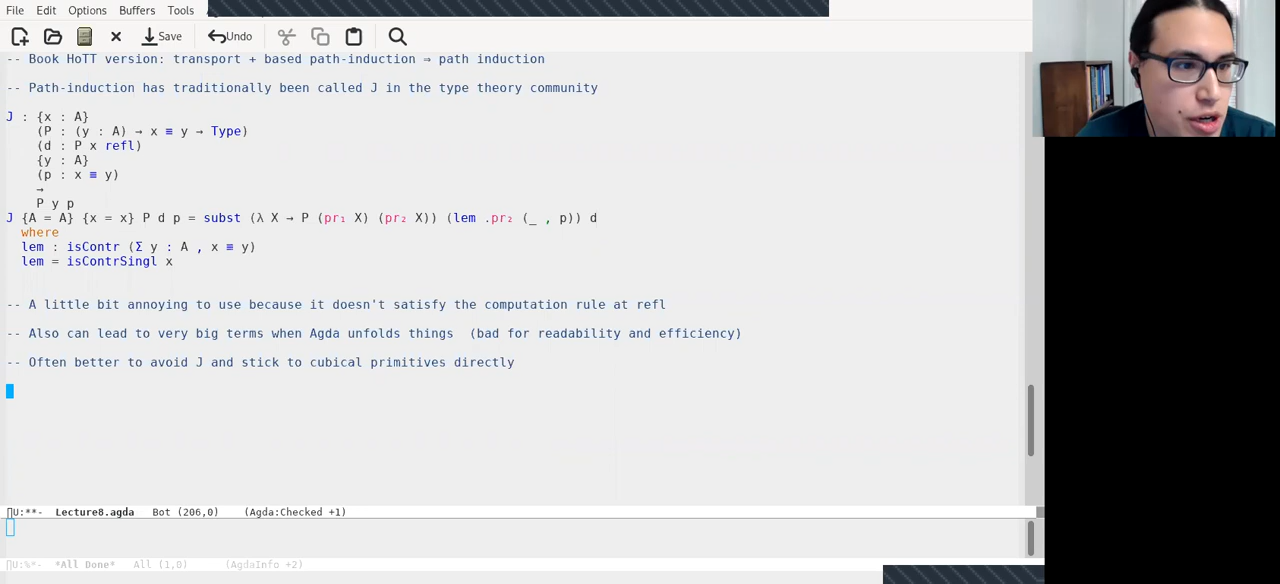 File Edit Options Buffers Tools
Save Undo
-- Book HoTT version: transport + based path-induction ⇒ path induction
-- Path-induction has traditionally been called J in the type theory community
J : {x : A}
(P : (y : A) → x ≡ y → Type)
(d : P x refl)
{y : A}
(p : x ≡ y)
→
P y p
J {A = A} {x = x} P d p = subst (λ X → P (pr₁ X) (pr₂ X)) (lem .pr₂ (_ , p)) d
where
lem : isContr (Σ y ꞉ A , x ≡ y)
lem = isContrSingl x
-- A little bit annoying to use because it doesn't satisfy the computation rule at refl
-- Also can lead to very big terms when Agda unfolds things (bad for readability and efficiency)
-- Often better to avoid J and stick to cubical primitives directly
U:**- Lecture8.agda Bot (206,0) (Agda:Checked +1)
U:%*- *All Done* All (1,0) (AgdaInfo +2)